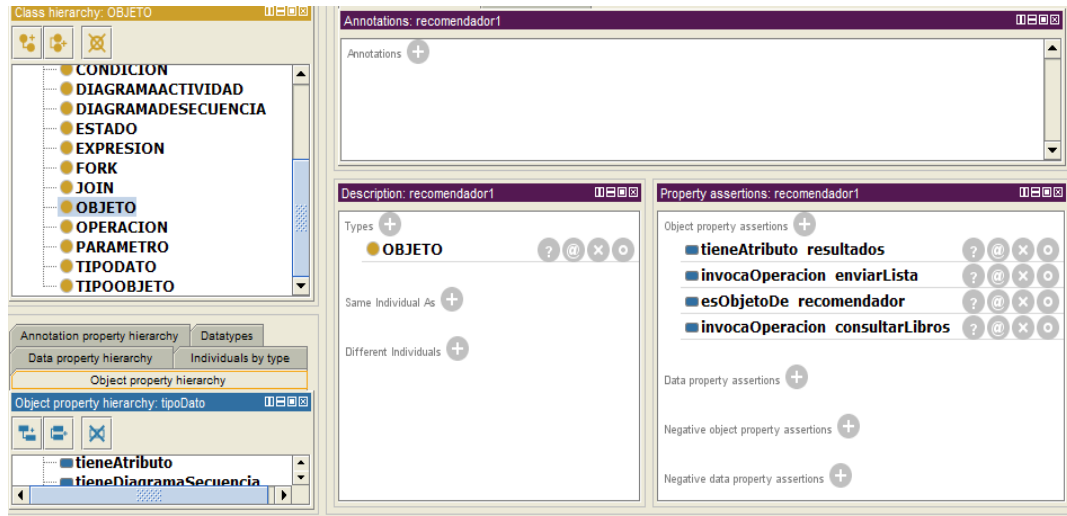 Class hierarchy: OBJETO
CONDICION
DIAGRAMAACTIVIDAD
DIAGRAMADESECUENCIA
ESTADO
EXPRESION
FORK
JOIN
OBJETO
OPERACION
PARAMETRO
TIPODATO
TIPOOBJETO
Annotation property hierarchy
Datatypes
Data property hierarchy
Individuals by type
Object property hierarchy
Object property hierarchy: tipoDato
tieneAtributo
tieneDiagramaSecuencia
Annotations: recomendador1
Annotations
Description: recomendador1
Types
OBJETO
Same Individual As
Different Individuals
Property assertions: recomendador1
Object property assertions
tieneAtributo resultados
invocaOperacion enviarLista
esObjetoDe recomendador
invocaOperacion consultarLibros
Data property assertions
Negative object property assertions
Negative data property assertions